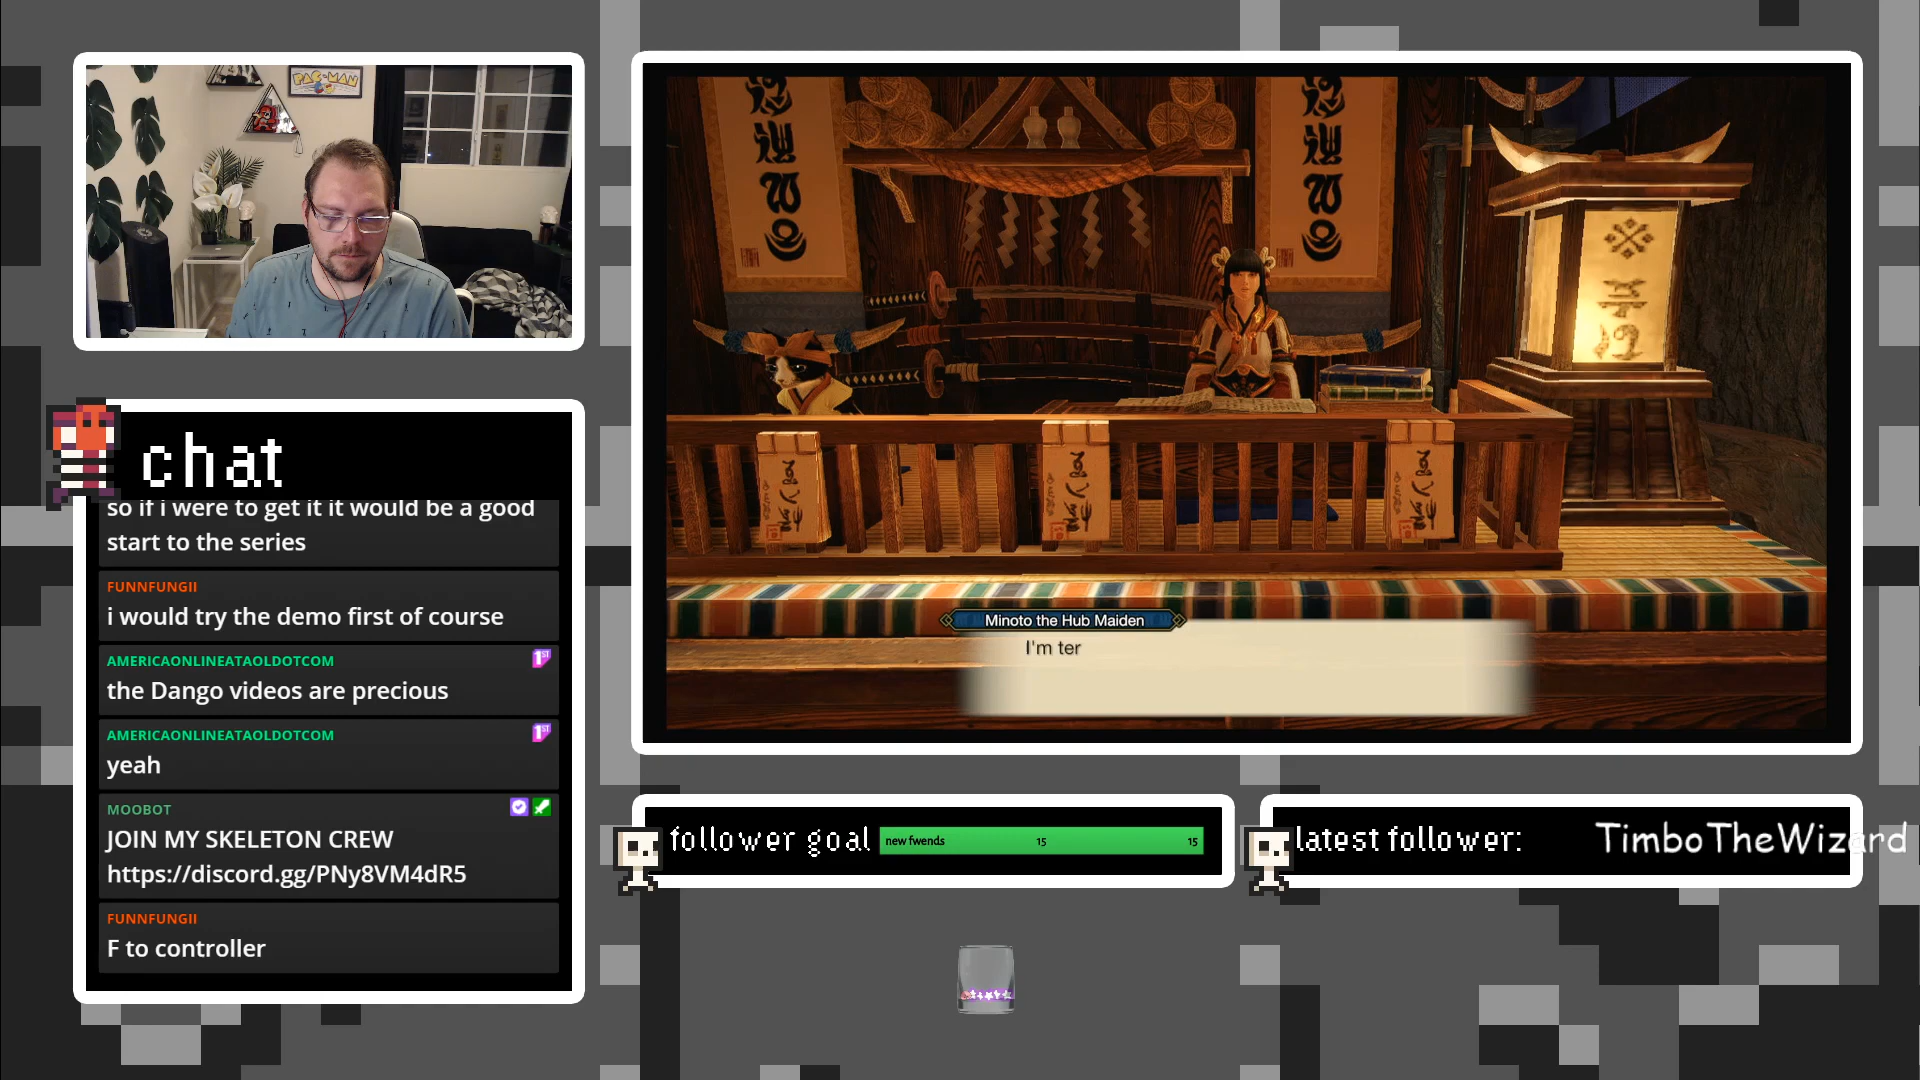 PAC-MAN
chat
so if i were to get it it would be a good
start to the series
FUNNFUNGII
i would try the demo first of course
AMERICAONLINEATAOLDOTCOM
1ST
the Dango videos are precious
AMERICAONLINEATAOLDOTCOM
1ST
yeah
MOOBOT
JOIN MY SKELETON CREW
https://discord.gg/PNy8VM4dR5
FUNNFUNGII
F to controller
Minoto the Hub Maiden
I'm ter
follower goal
new fwends
15
15
latest follower:
TimboTheWizard